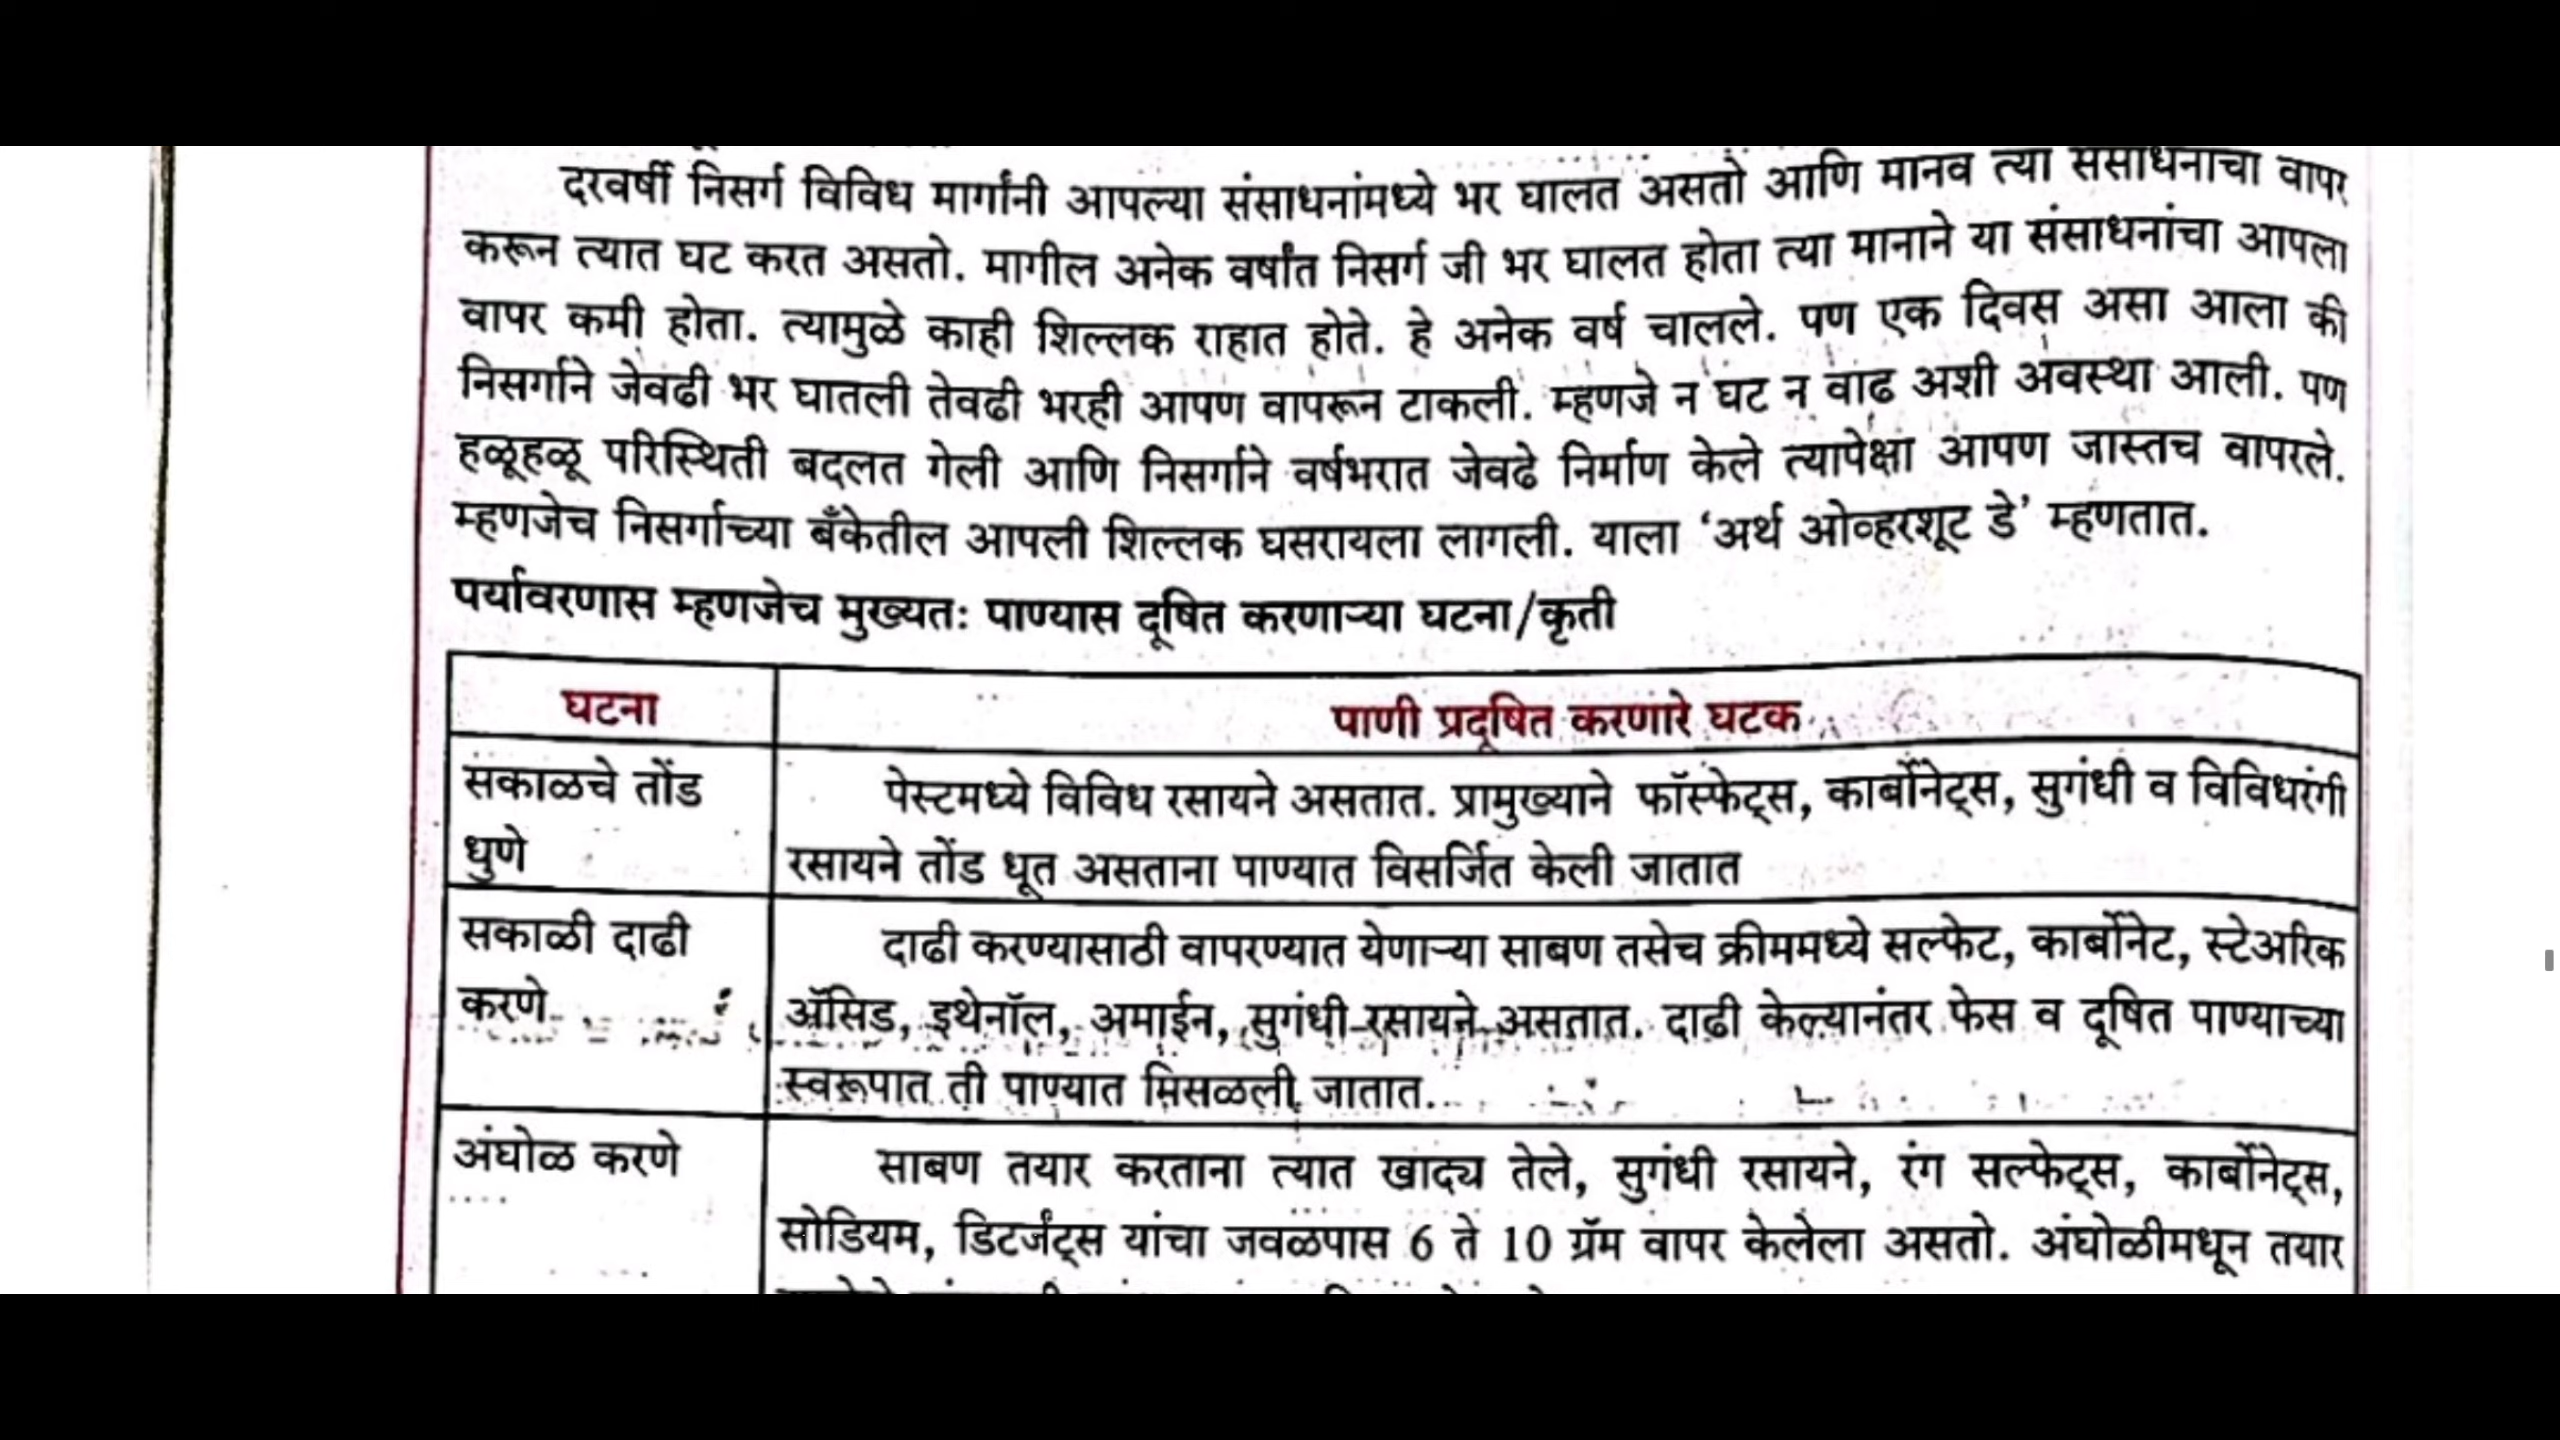 दरवर्षी निसर्ग विविध मार्गांनी आपल्या संसाधनांमध्ये भर घालत असतो आणि मानव त्या संसाधनाचा वापर
करून त्यात घट करत असतो. मागील अनेक वर्षांत निसर्ग जी भर घालत होता त्या मानाने या संसाधनांचा आपला
वापर कमी होता. त्यामुळे काही शिल्लक राहात होते. हे अनेक वर्ष चालले. पण एक दिवस असा आला की
निसर्गाने जेवढी भर घातली तेवढी भरही आपण वापरून टाकली. म्हणजे न घट न वाढ अशी अवस्था आली. पण
हळूहळू परिस्थिती बदलत गेली आणि निसर्गाने वर्षभरात जेवढे निर्माण केले त्यापेक्षा आपण जास्तच वापरले.
म्हणजेच निसर्गाच्या बँकेतील आपली शिल्लक घसरायला लागली. याला ‘अर्थ ओव्हरशूट डे’ म्हणतात.
पर्यावरणास म्हणजेच मुख्यतः पाण्यास दूषित करणाऱ्या घटना/कृती
घटना
पाणी प्रदूषित करणारे घटक
सकाळचे तोंड
धुणे
पेस्टमध्ये विविध रसायने असतात. प्रामुख्याने फॉस्फेट्स, कार्बोनेट्स, सुगंधी व विविधरंगी
रसायने तोंड धूत असताना पाण्यात विसर्जित केली जातात
सकाळी दाढी
करणे
दाढी करण्यासाठी वापरण्यात येणाऱ्या साबण तसेच क्रीममध्ये सल्फेट, कार्बोनेट, स्टेअरिक
ॲसिड, इथेनॉल, अमाईन, सुगंधी रसायने असतात. दाढी केल्यानंतर फेस व दूषित पाण्याच्या
स्वरूपात ती पाण्यात मिसळली जातात.
अंघोळ करणे
साबण तयार करताना त्यात खाद्य तेले, सुगंधी रसायने, रंग सल्फेट्स, कार्बोनेट्स,
सोडियम, डिटर्जंट्स यांचा जवळपास 6 ते 10 ग्रॅम वापर केलेला असतो. अंघोळीमधून तयार